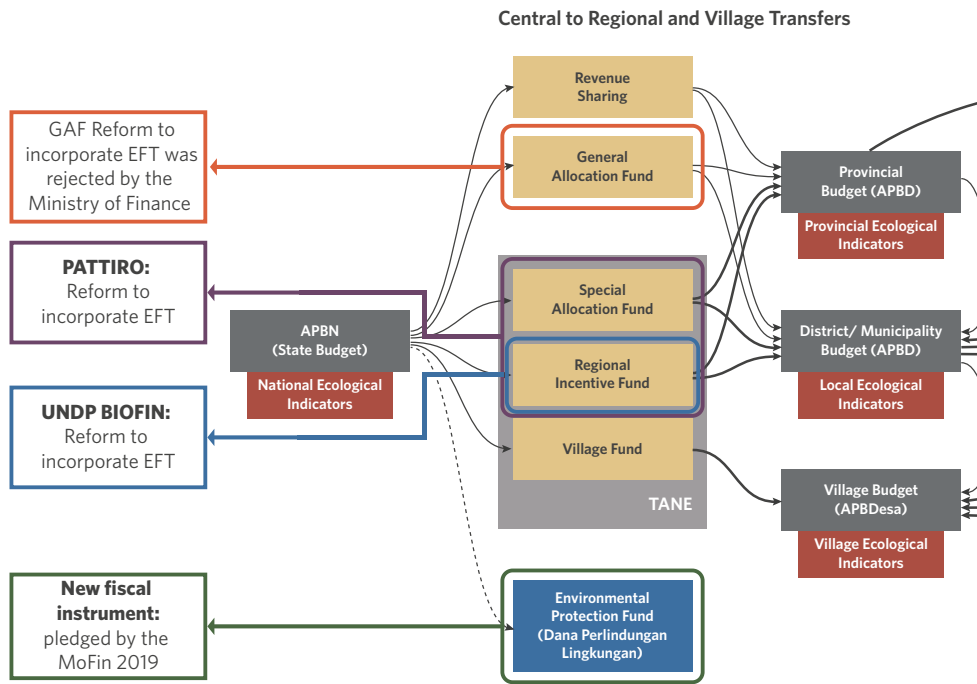 Central to Regional and Village Transfers
GAF Reform to
incorporate EFT was
rejected by the
Ministry of Finance
PATTIRO:
Reform to
incorporate EFT
UNDP BIOFIN:
Reform to
incorporate EFT
New fiscal
instrument:
pledged by the
MoFin 2019
APBN
(State Budget)
National Ecological
Indicators
Revenue
Sharing
General
Allocation Fund
Special
Allocation Fund
Regional
Incentive Fund
Village Fund
TANE
Environmental
Protection Fund
(Dana Perlindungan
Lingkungan)
Provincial
Budget (APBD)
Provincial Ecological
Indicators
District/ Municipality
Budget (APBD)
Local Ecological
Indicators
Village Budget
(APBDesa)
Village Ecological
Indicators